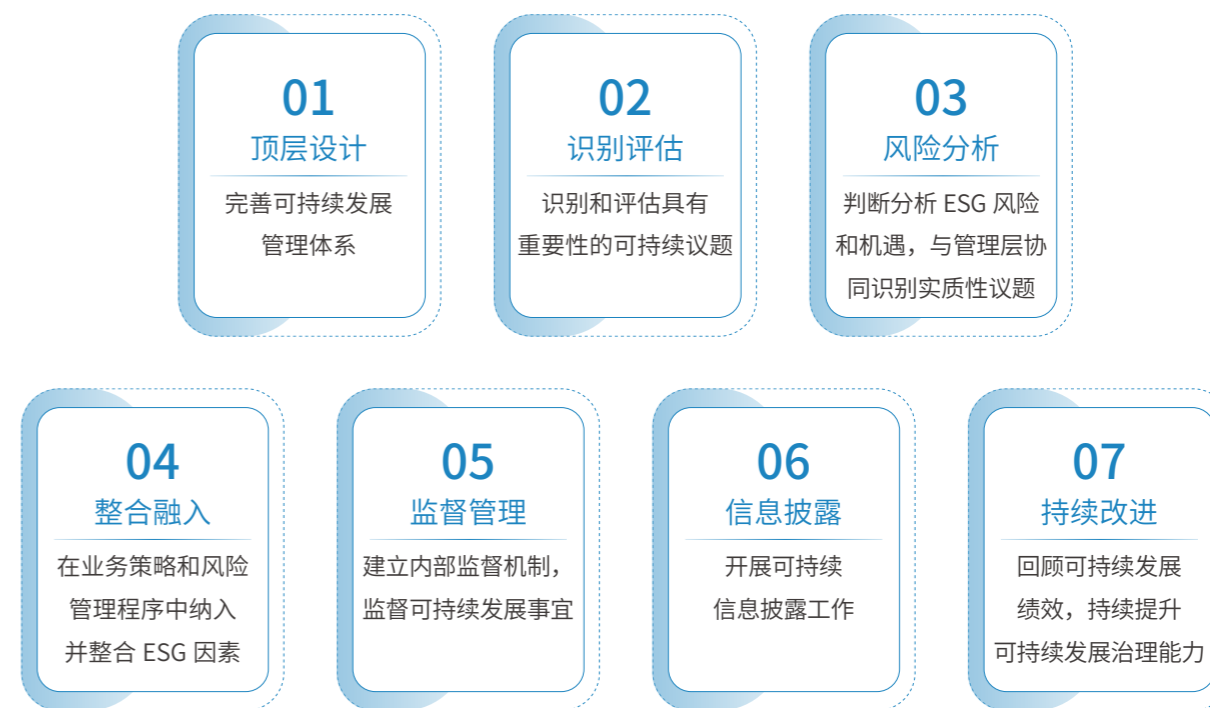 01
顶层设计
完善可持续发展
管理体系
02
识别评估
识别和评估具有
重要性的可持续议题
03
风险分析
判断分析 ESG 风险
和机遇，与管理层协
同识别实质性议题
04
整合融入
在业务策略和风险
管理程序中纳入
并整合 ESG 因素
05
监督管理
建立内部监督机制，
监督可持续发展事宜
06
信息披露
开展可持续
信息披露工作
07
持续改进
回顾可持续发展
绩效，持续提升
可持续发展治理能力